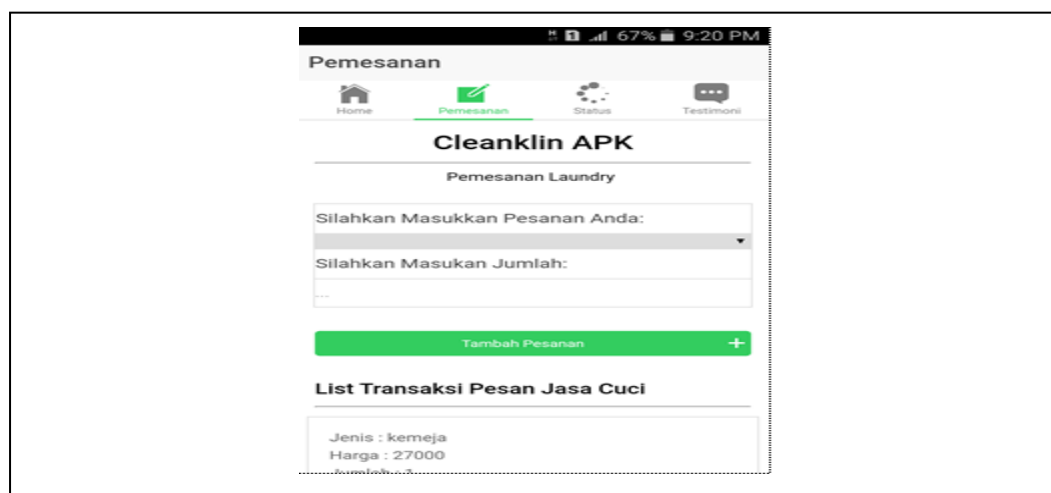 67% 9:20 PM
Pemesanan
Home Pemesanan Status Testimoni
Cleanklin APK
Pemesanan Laundry
Silahkan Masukkan Pesanan Anda:
Silahkan Masukan Jumlah:
...
Tambah Pesanan +
List Transaksi Pesan Jasa Cuci
Jenis : kemeja
Harga : 27000